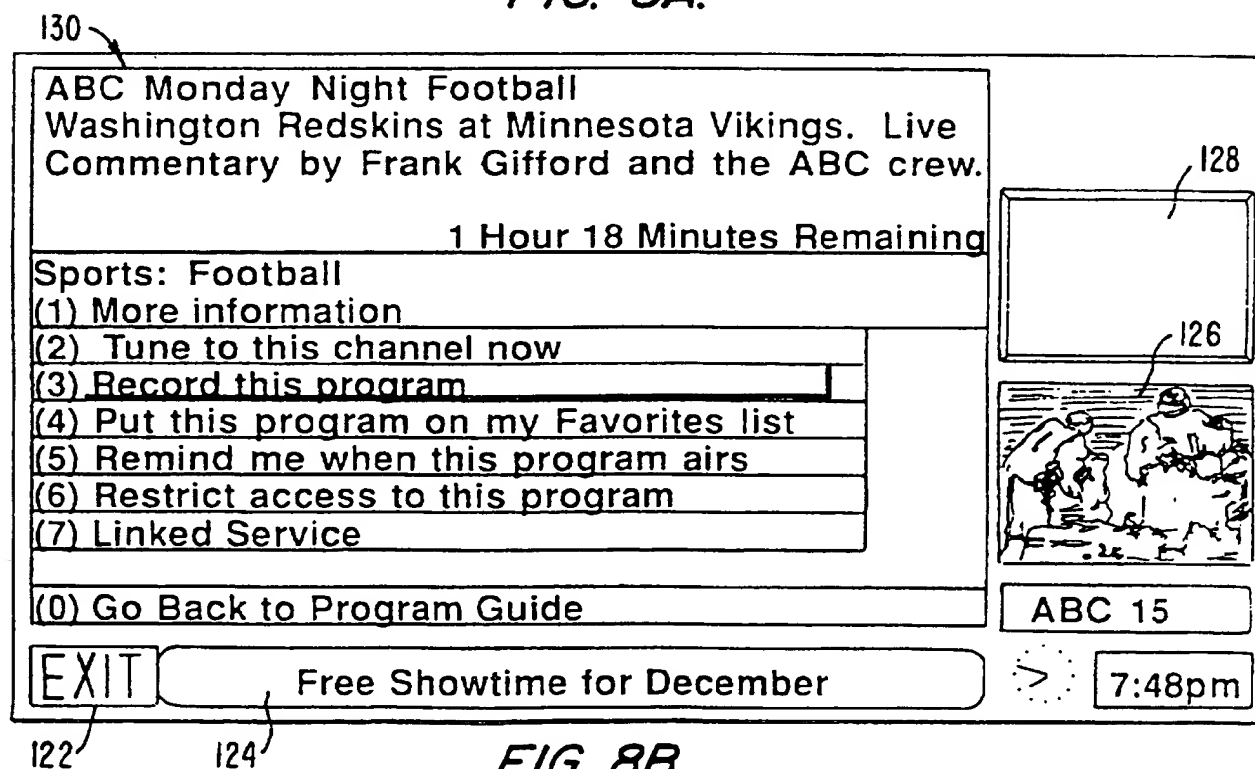 FIG. 8A.
130
ABC Monday Night Football
Washington Redskins at Minnesota Vikings. Live
Commentary by Frank Gifford and the ABC crew.
1 Hour 18 Minutes Remaining
128
Sports: Football
(1) More information
(2) Tune to this channel now
126
(3) Record this program
(4) Put this program on my Favorites list
(5) Remind me when this program airs
(6) Restrict access to this program
(7) Linked Service
(0) Go Back to Program Guide
ABC 15
EXIT
Free Showtime for December
7:48pm
122
124
FIG. 8B